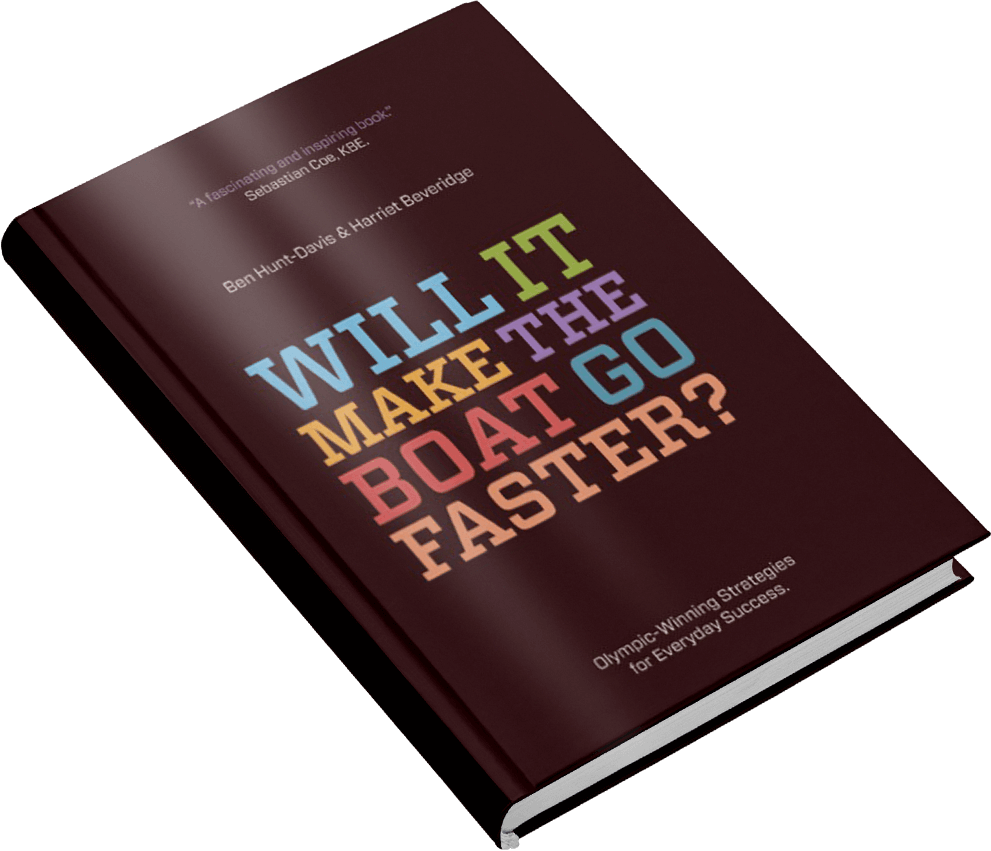 "A fascinating and inspiring book."
Sebastian Coe, KBE.
Ben Hunt-Davis & Harriet Beveridge
WILL IT
MAKE THE
BOAT GO
FASTER?
Olympic-Winning Strategies
for Everyday Success.